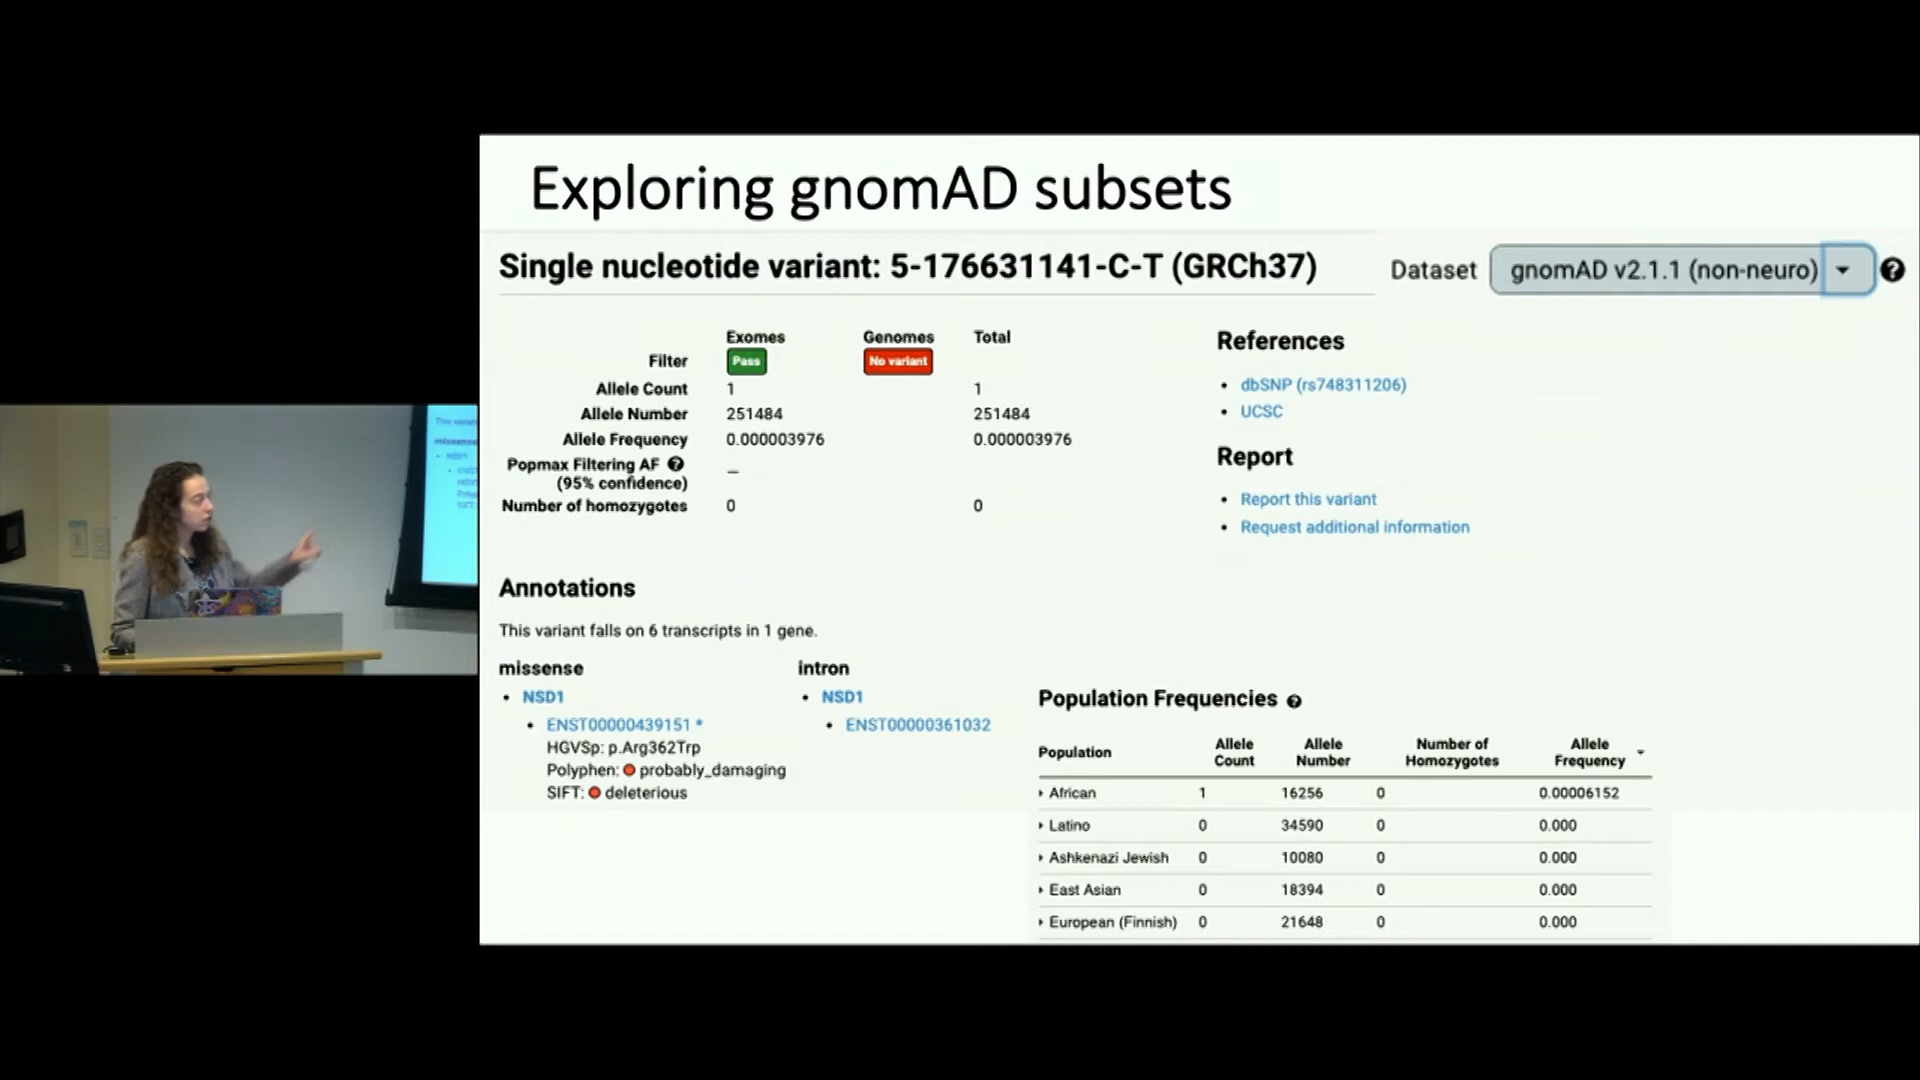 Exploring gnomAD subsets
Single nucleotide variant: 5-176631141-C-T (GRCh37)
Dataset gnomAD v2.1.1 (non-neuro) ?
Exomes Genomes Total
Filter Pass No variant
Allele Count 1 1
Allele Number 251484 251484
Allele Frequency 0.000003976 0.000003976
Popmax Filtering AF ? –
(95% confidence)
Number of homozygotes 0 0
References
• dbSNP (rs748311206)
• UCSC
Report
• Report this variant
• Request additional information
Annotations
This variant falls on 6 transcripts in 1 gene.
missense
• NSD1
• ENST00000439151 *
HGVSp: p.Arg362Trp
Polyphen: probably_damaging
SIFT: deleterious
intron
• NSD1
• ENST00000361032
Population Frequencies ?
Population Allele Count Allele Number Number of Homozygotes Allele Frequency
African 1 16256 0 0.00006152
Latino 0 34590 0 0.000
Ashkenazi Jewish 0 10080 0 0.000
East Asian 0 18394 0 0.000
European (Finnish) 0 21648 0 0.000